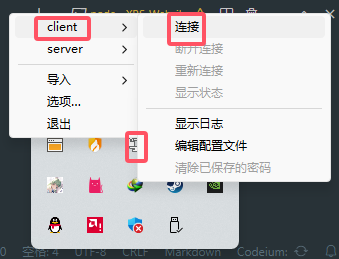 client
server
导入
选项...
退出
连接
断开连接
重新连接
显示状态
显示日志
编辑配置文件
清除已保存的密码
空格: 4
UTF-8
CRLF
Markdown
Codeium: